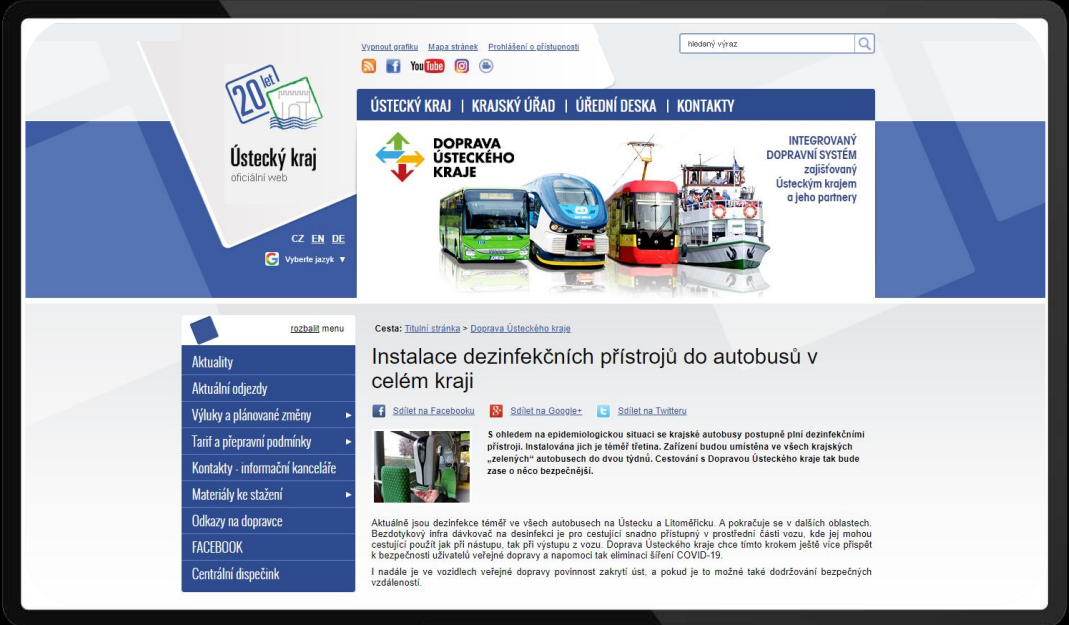 Vypnout grafiku Mapa stránek Prohlášení o přístupnosti
hledaný výraz
YouTube
20 let
Ústecký kraj
oficiální web
ÚSTECKÝ KRAJ | KRAJSKÝ ÚŘAD | ÚŘEDNÍ DESKA | KONTAKTY
DOPRAVA
ÚSTECKÉHO
KRAJE
INTEGROVANÝ
DOPRAVNÍ SYSTÉM
zajišťovaný
Ústeckým krajem
a jeho partnery
CZ EN DE
Vyberte jazyk ▼
rozbalit menu
Aktuality
Aktuální odjezdy
Výluky a plánované změny
Tarif a přepravní podmínky
Kontakty - informační kanceláře
Materiály ke stažení
Odkazy na dopravce
FACEBOOK
Centrální dispečink
Cesta: Titulní stránka > Doprava Ústeckého kraje
Instalace dezinfekčních přístrojů do autobusů v
celém kraji
Sdílet na Facebooku Sdílet na Google+ Sdílet na Twitteru
S ohledem na epidemiologickou situaci se krajské autobusy postupně plní dezinfekčními
přístroji. Instalována jich je téměř třetina. Zařízení budou umístěna ve všech krajských
„zelených“ autobusech do dvou týdnů. Cestování s Dopravou Ústeckého kraje tak bude
zase o něco bezpečnější.
Aktuálně jsou dezinfekce téměř ve všech autobusech na Ústecku a Litoměřicku. A pokračuje se v dalších oblastech.
Bezdotykový infra dávkovač na desinfekci je pro cestující snadno přístupný v prostřední části vozu, kde jej mohou
cestující použít jak při nástupu, tak při výstupu z vozu. Doprava Ústeckého kraje chce tímto krokem ještě více přispět
k bezpečnosti uživatelů veřejné dopravy a napomoci tak eliminaci šíření COVID-19.
I nadále je ve vozidlech veřejné dopravy povinnost zakrytí úst, a pokud je to možné také dodržování bezpečných
vzdáleností.